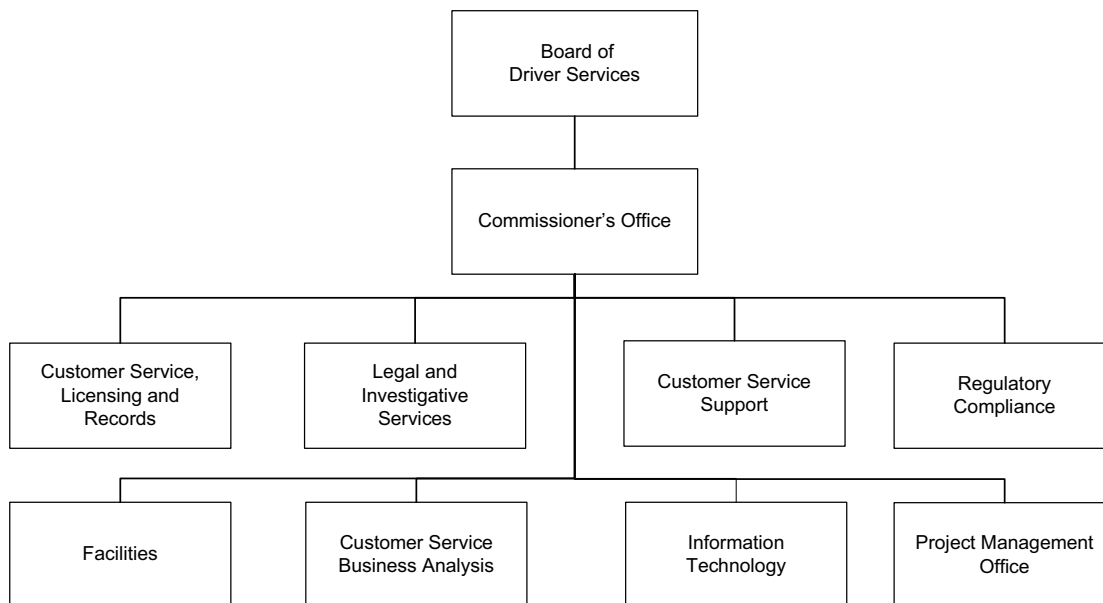 Board of
Driver Services
Commissioner’s Office
Customer Service,
Licensing and
Records
Legal and
Investigative
Services
Customer Service
Support
Regulatory
Compliance
Facilities
Customer Service
Business Analysis
Information
Technology
Project Management
Office